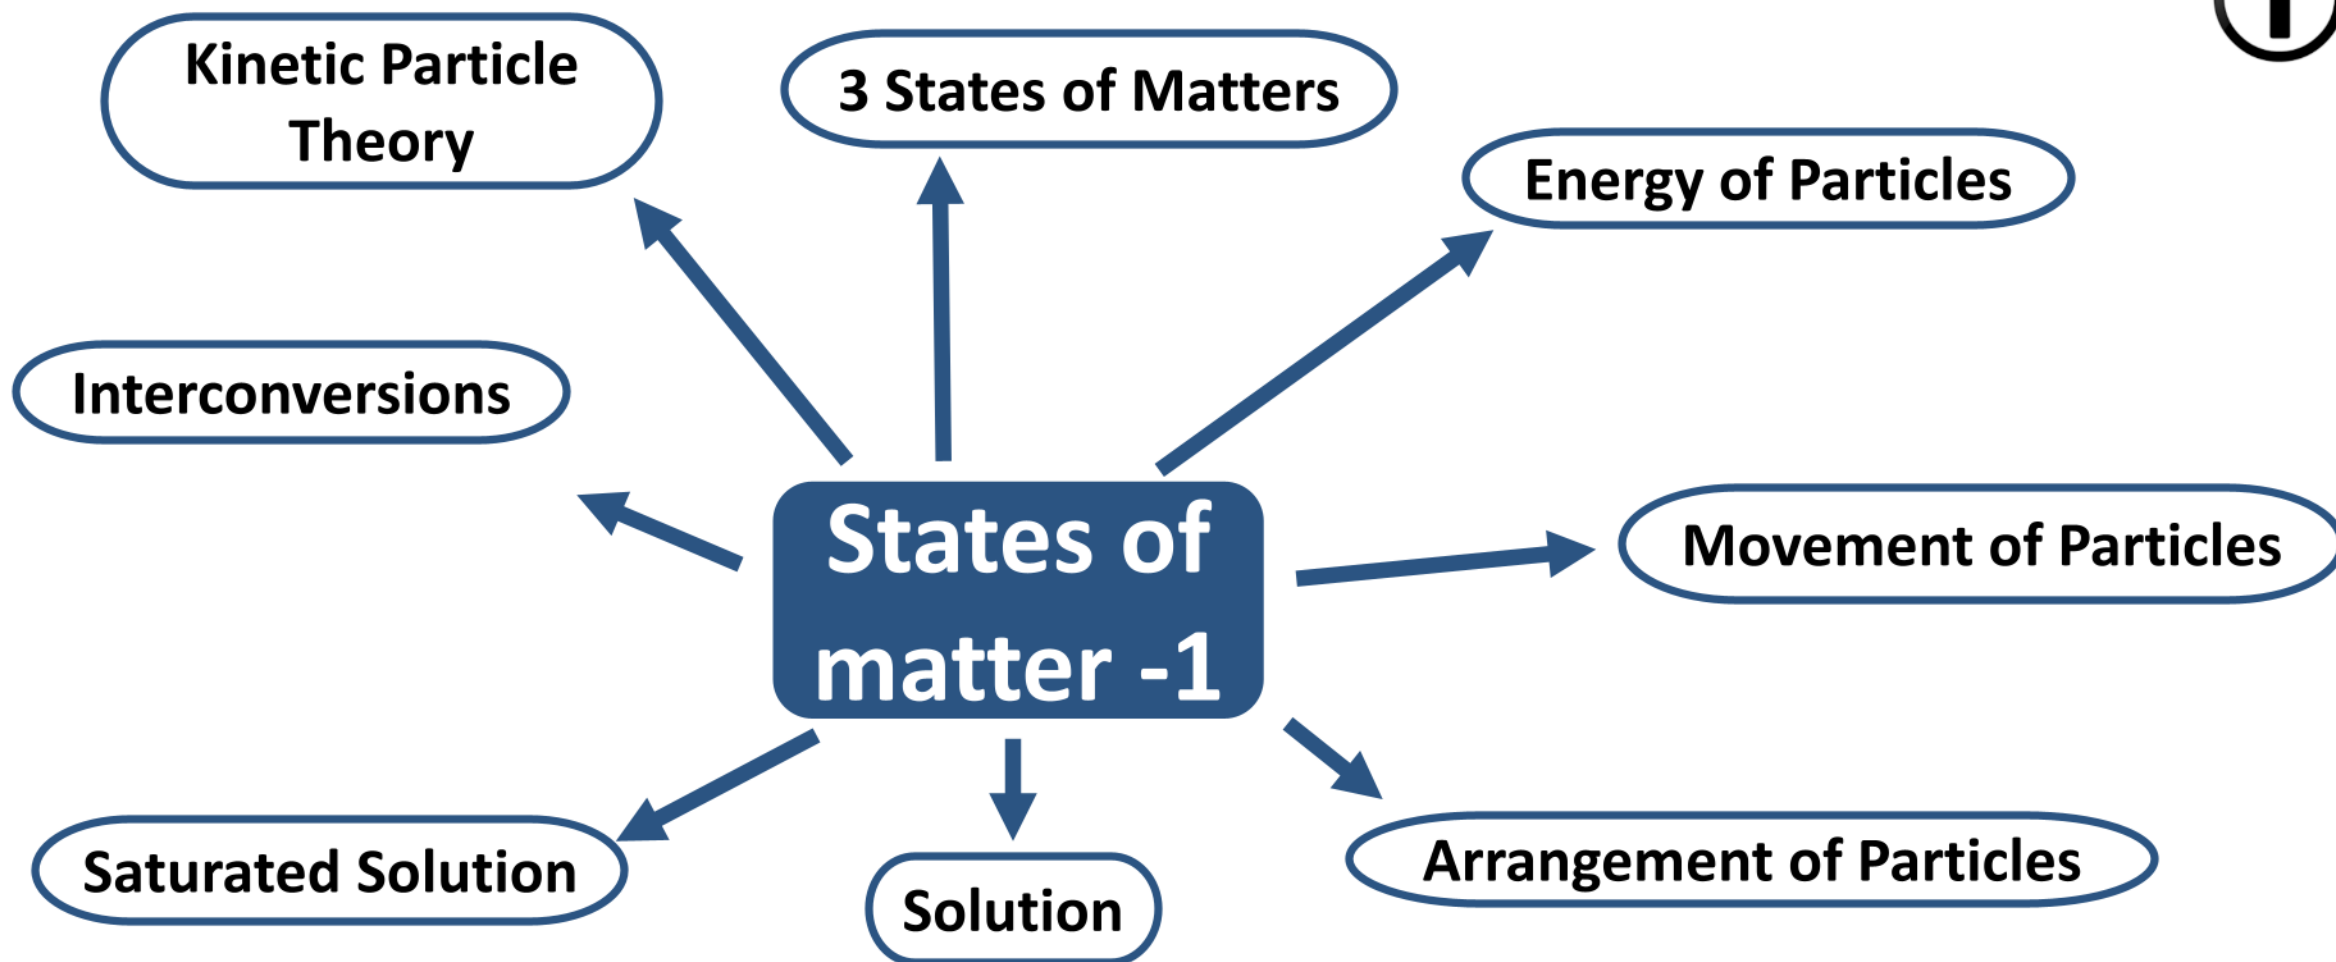 Kinetic Particle
Theory
3 States of Matters
Energy of Particles
Interconversions
States of
matter -1
Movement of Particles
Saturated Solution
Solution
Arrangement of Particles